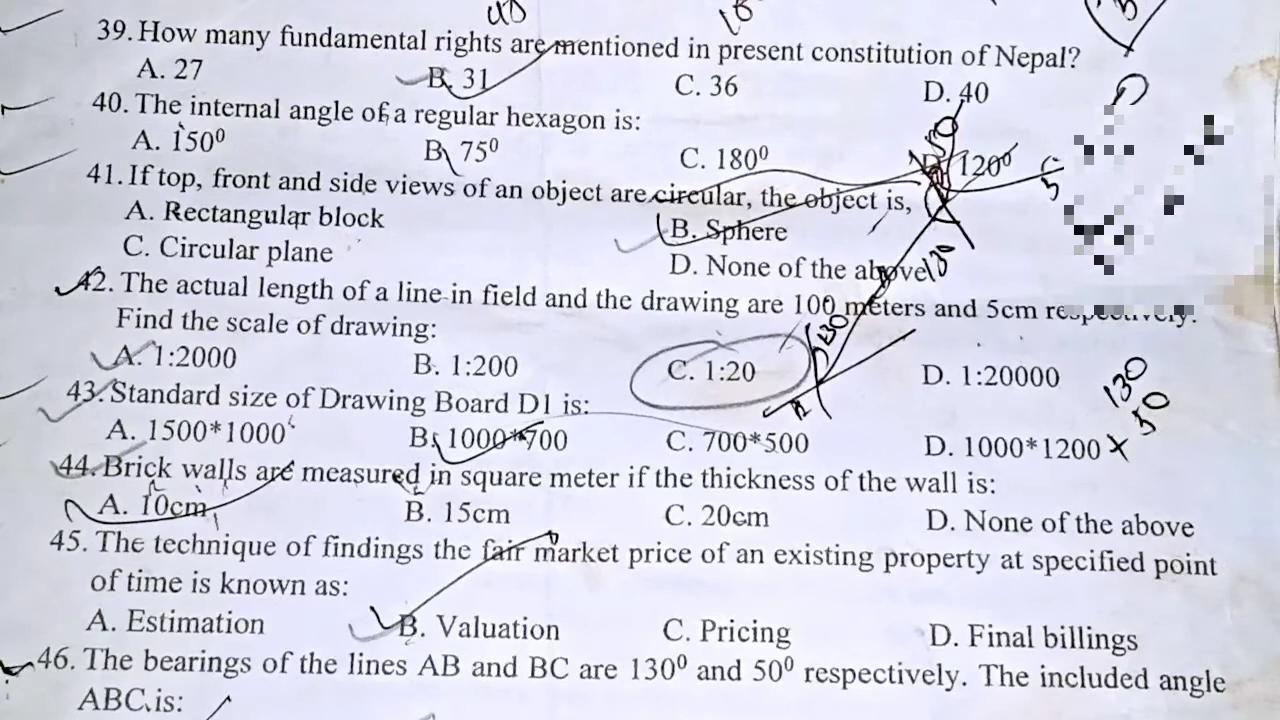 39. How many fundamental rights are mentioned in present constitution of Nepal?
A. 27 B. 31 C. 36 D. 40
40. The internal angle of a regular hexagon is:
A. 150⁰ B. 75⁰ C. 180⁰ D. 120⁰
41. If top, front and side views of an object are circular, the object is,
A. Rectangular block B. Sphere
C. Circular plane D. None of the above
42. The actual length of a line in field and the drawing are 100 meters and 5cm
Find the scale of drawing:
A. 1:2000 B. 1:200 C. 1:20 D. 1:20000
130
50
43. Standard size of Drawing Board D1 is:
A. 1500*1000 B. 1000*700 C. 700*500 D. 1000*1200
44. Brick walls are measured in square meter if the thickness of the wall is:
A. 10cm B. 15cm C. 20cm D. None of the above
45. The technique of findings the fair market price of an existing property at specified point
of time is known as:
A. Estimation B. Valuation C. Pricing D. Final billings
46. The bearings of the lines AB and BC are 130⁰ and 50⁰ respectively. The included angle
ABC is: